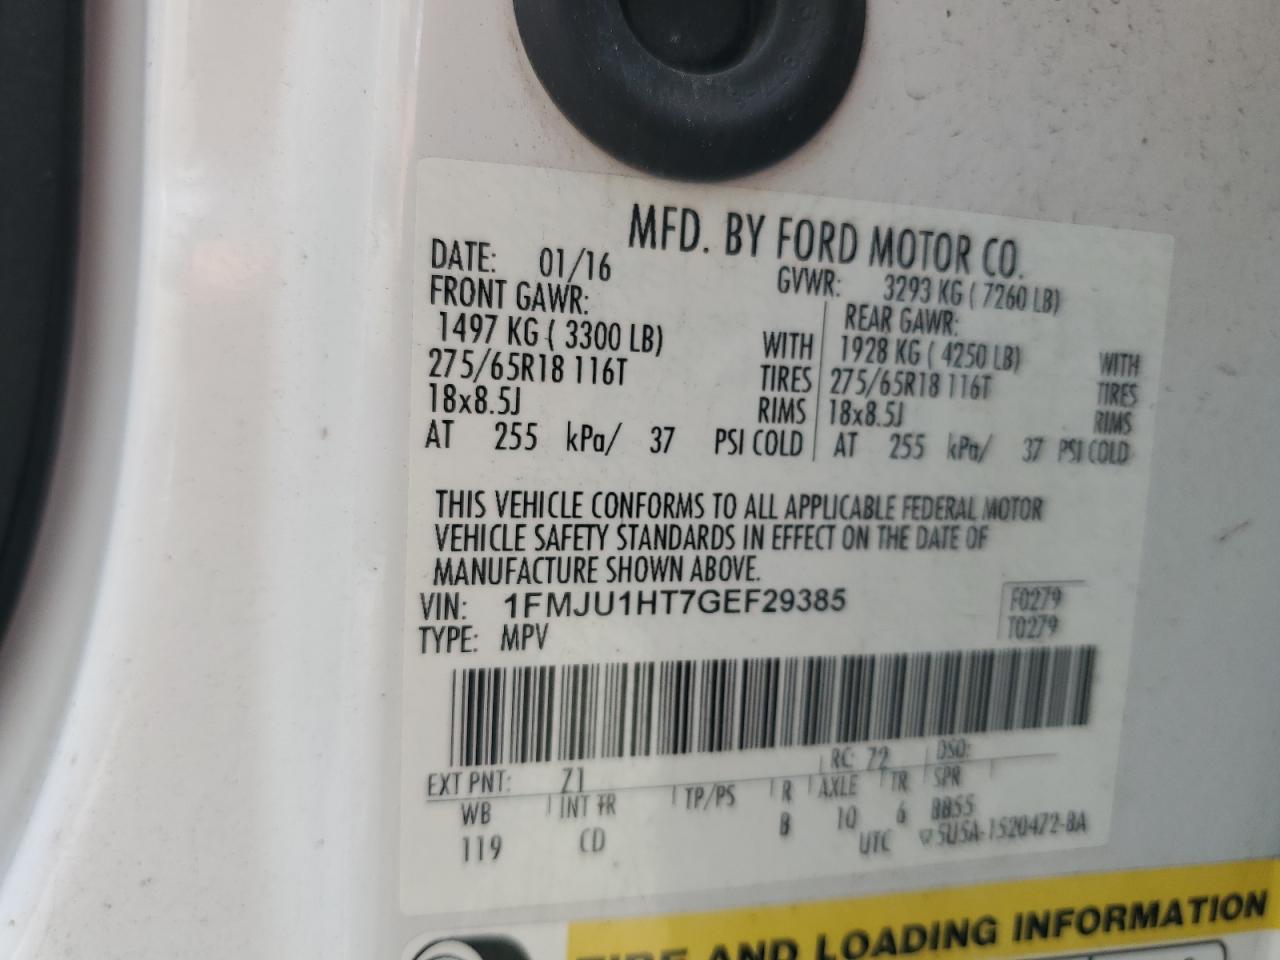 MFD. BY FORD MOTOR CO.
DATE: 01/16 GVWR: 3293 KG ( 7260 LB)
FRONT GAWR: REAR GAWR:
1497 KG ( 3300 LB) WITH 1928 KG ( 4250 LB) WITH
275/65R18 116T TIRES 275/65R18 116T TIRES
18x8.5J RIMS 18x8.5J RIMS
AT 255 kPa/ 37 PSI COLD AT 255 kPa/ 37 PSI COLD
THIS VEHICLE CONFORMS TO ALL APPLICABLE FEDERAL MOTOR
VEHICLE SAFETY STANDARDS IN EFFECT ON THE DATE OF
MANUFACTURE SHOWN ABOVE.
VIN: 1FMJU1HT7GEF29385 F0279
TYPE: MPV T0279
EXT PNT: Z1 RC: 72 DSO:
WB INT TR TP/PS R AXLE TR SPR
119 CD B 10 6 BB55
UTC 5USA-1520472-BA
TIRE AND LOADING INFORMATION